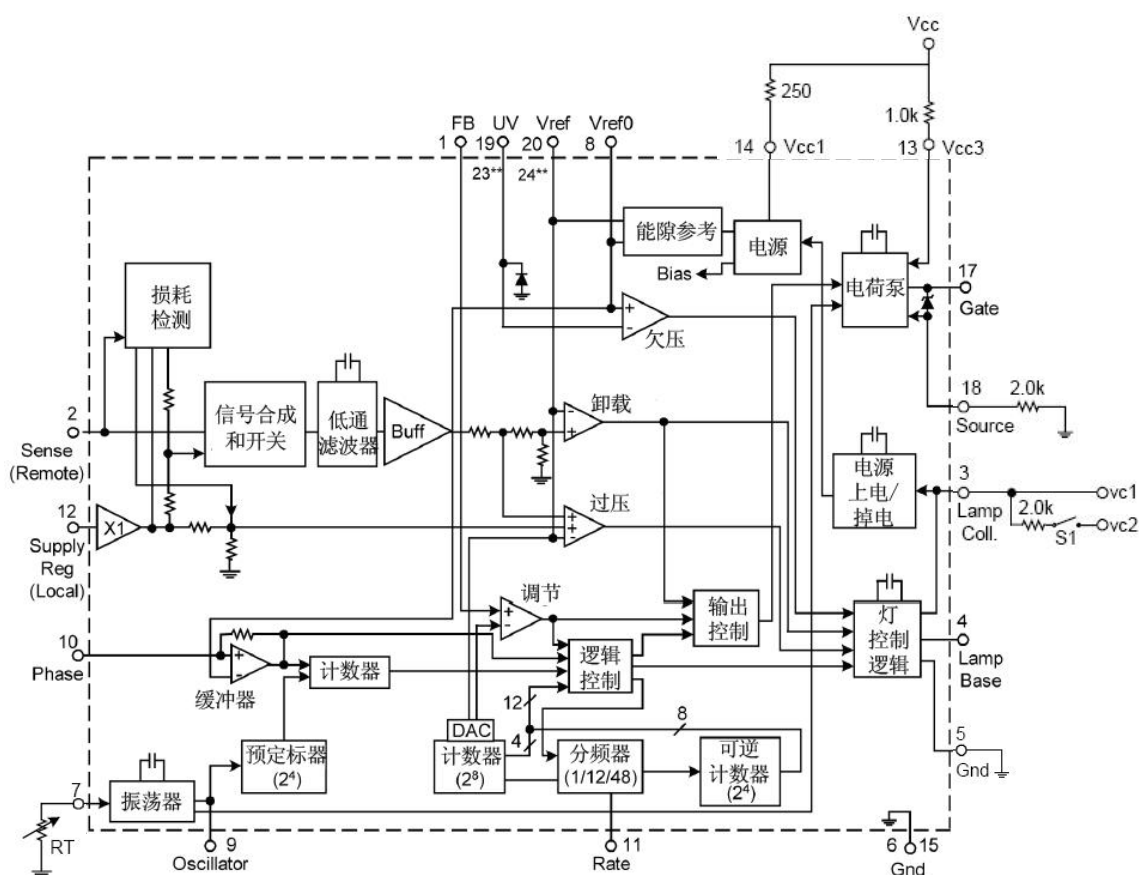 Vcc
250
1.0k
FB UV Vref Vref0
1 19 20 8
14 Vcc1
13 Vcc3
23** 24**
能隙参考
电源
Bias
电荷泵
17
Gate
损耗
检测
欠压
18
2.0k
Source
2
Sense
(Remote)
信号合成
和开关
低通
滤波器
Buff
卸载
电源
上电/
掉电
3
Lamp
Coll.
vc1
2.0k
S1
vc2
12
X1
Supply
Reg
(Local)
过压
调节
输出
控制
灯
控制
逻辑
4
Lamp
Base
10
Phase
缓冲器
计数器
逻辑
控制
12
8
4
DAC
预定标器
(2⁴)
计数器
(2⁸)
分频器
(1/12/48)
可逆
计数器
(2⁴)
5
Gnd
7
振荡器
RT
9
Oscillator
11
Rate
6 15
Gnd